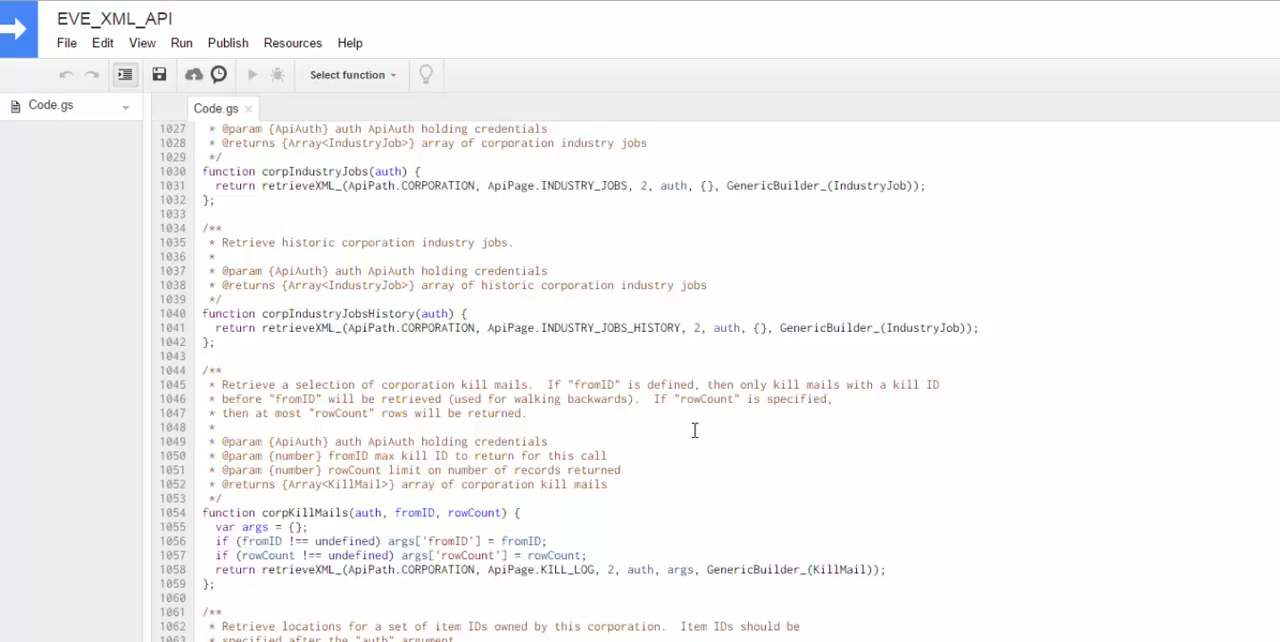 EVE_XML_API
File Edit View Run Publish Resources Help
Select function
Code.gs
Code.gs ×
1027  * @param {ApiAuth} auth ApiAuth holding credentials
1028  * @returns {Array<IndustryJob>} array of corporation industry jobs
1029  */
1030 function corpIndustryJobs(auth) {
1031   return retrieveXML_(ApiPath.CORPORATION, ApiPage.INDUSTRY_JOBS, 2, auth, {}, GenericBuilder_(IndustryJob));
1032 };
1033
1034 /**
1035  * Retrieve historic corporation industry jobs.
1036  *
1037  * @param {ApiAuth} auth ApiAuth holding credentials
1038  * @returns {Array<IndustryJob>} array of historic corporation industry jobs
1039  */
1040 function corpIndustryJobsHistory(auth) {
1041   return retrieveXML_(ApiPath.CORPORATION, ApiPage.INDUSTRY_JOBS_HISTORY, 2, auth, {}, GenericBuilder_(IndustryJob));
1042 };
1043
1044 /**
1045  * Retrieve a selection of corporation kill mails.  If "fromID" is defined, then only kill mails with a kill ID
1046  * before "fromID" will be retrieved (used for walking backwards).  If "rowCount" is specified,
1047  * then at most "rowCount" rows will be returned.
1048  *
1049  * @param {ApiAuth} auth ApiAuth holding credentials
1050  * @param {number} fromID max kill ID to return for this call
1051  * @param {number} rowCount limit on number of records returned
1052  * @returns {Array<KillMail>} array of corporation kill mails
1053  */
1054 function corpKillMails(auth, fromID, rowCount) {
1055   var args = {};
1056   if (fromID !== undefined) args['fromID'] = fromID;
1057   if (rowCount !== undefined) args['rowCount'] = rowCount;
1058   return retrieveXML_(ApiPath.CORPORATION, ApiPage.KILL_LOG, 2, auth, args, GenericBuilder_(KillMail));
1059 };
1060
1061 /**
1062  * Retrieve locations for a set of item IDs owned by this corporation.  Item IDs should be
1063  * specified after the "auth" argument.